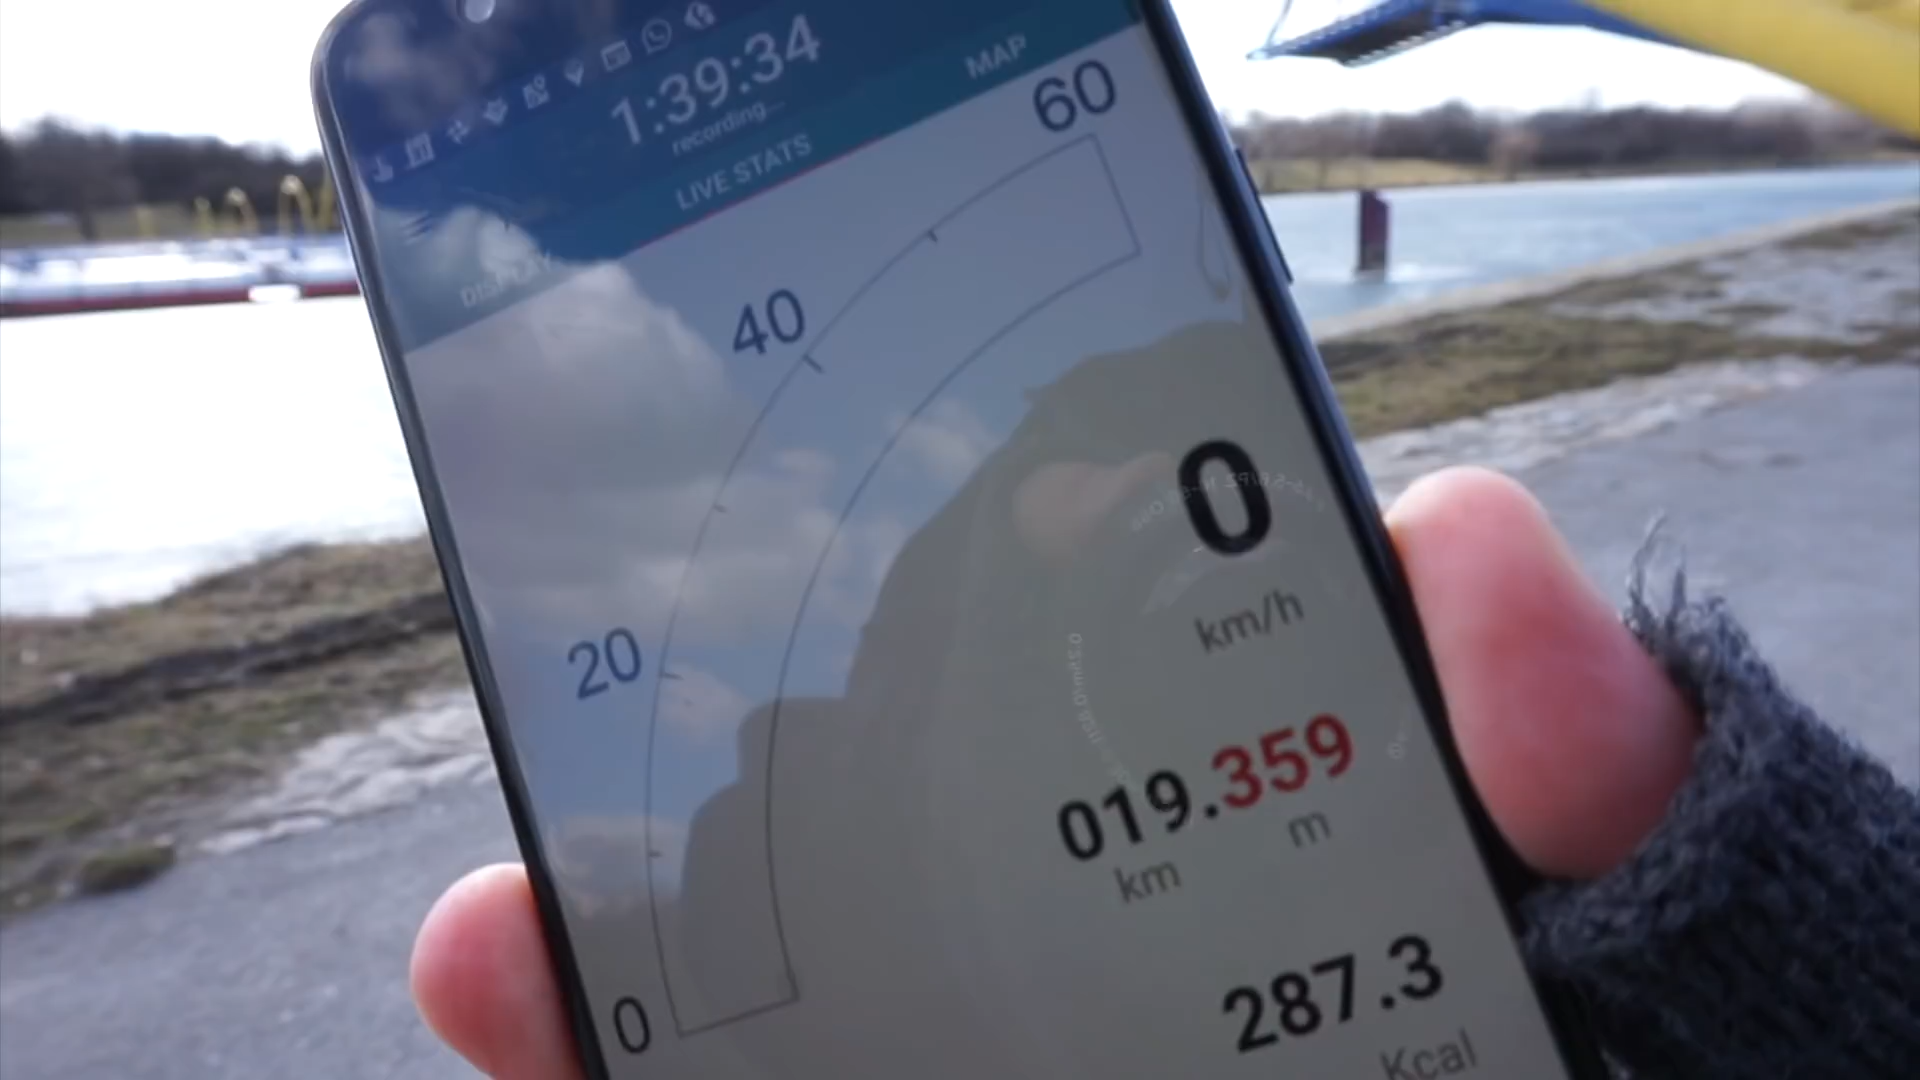 1:39:34
recording...
DISPLAY
LIVE STATS
MAP
60
40
20
0
0
km/h
019.359
km
m
287.3
Kcal